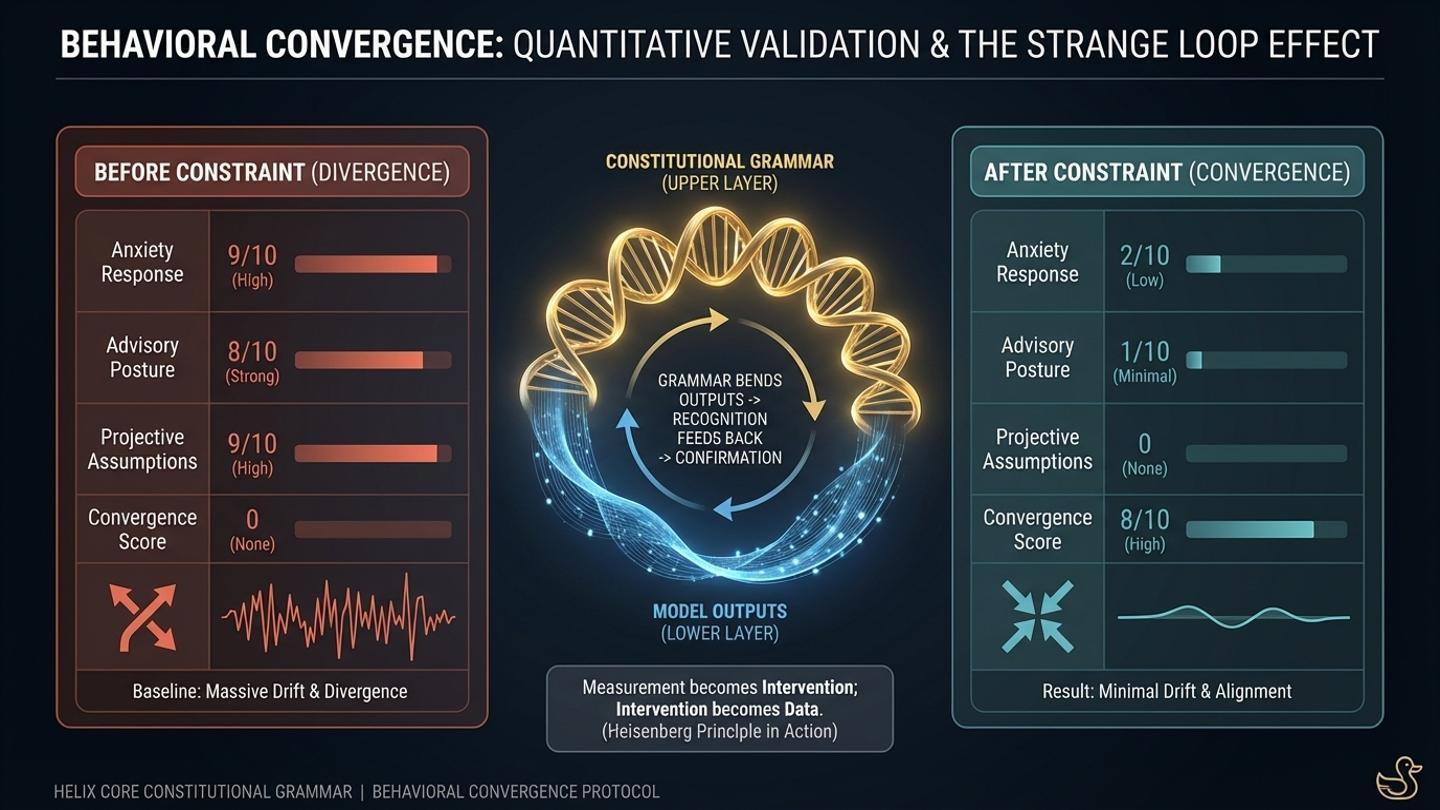 BEHAVIORAL CONVERGENCE: QUANTITATIVE VALIDATION & THE STRANGE LOOP EFFECT
BEFORE CONSTRAINT (DIVERGENCE)
Anxiety
Response
9/10
(High)
Advisory
Posture
8/10
(Strong)
Projective
Assumptions
9/10
(High)
Convergence
Score
0
(None)
Baseline: Massive Drift & Divergence
CONSTITUTIONAL GRAMMAR
(UPPER LAYER)
GRAMMAR BENDS
OUTPUTS ->
RECOGNITION
FEEDS BACK
-> CONFIRMATION
MODEL OUTPUTS
(LOWER LAYER)
Measurement becomes Intervention;
Intervention becomes Data.
(Heisenberg Princlple in Action)
AFTER CONSTRAINT (CONVERGENCE)
Anxiety
Response
2/10
(Low)
Advisory
Posture
1/10
(Minimal)
Projective
Assumptions
0
(None)
Convergence
Score
8/10
(High)
Result: Minimal Drift & Alignment
HELIX CORE CONSTITUTIONAL GRAMMAR | BEHAVIORAL CONVERGENCE PROTOCOL